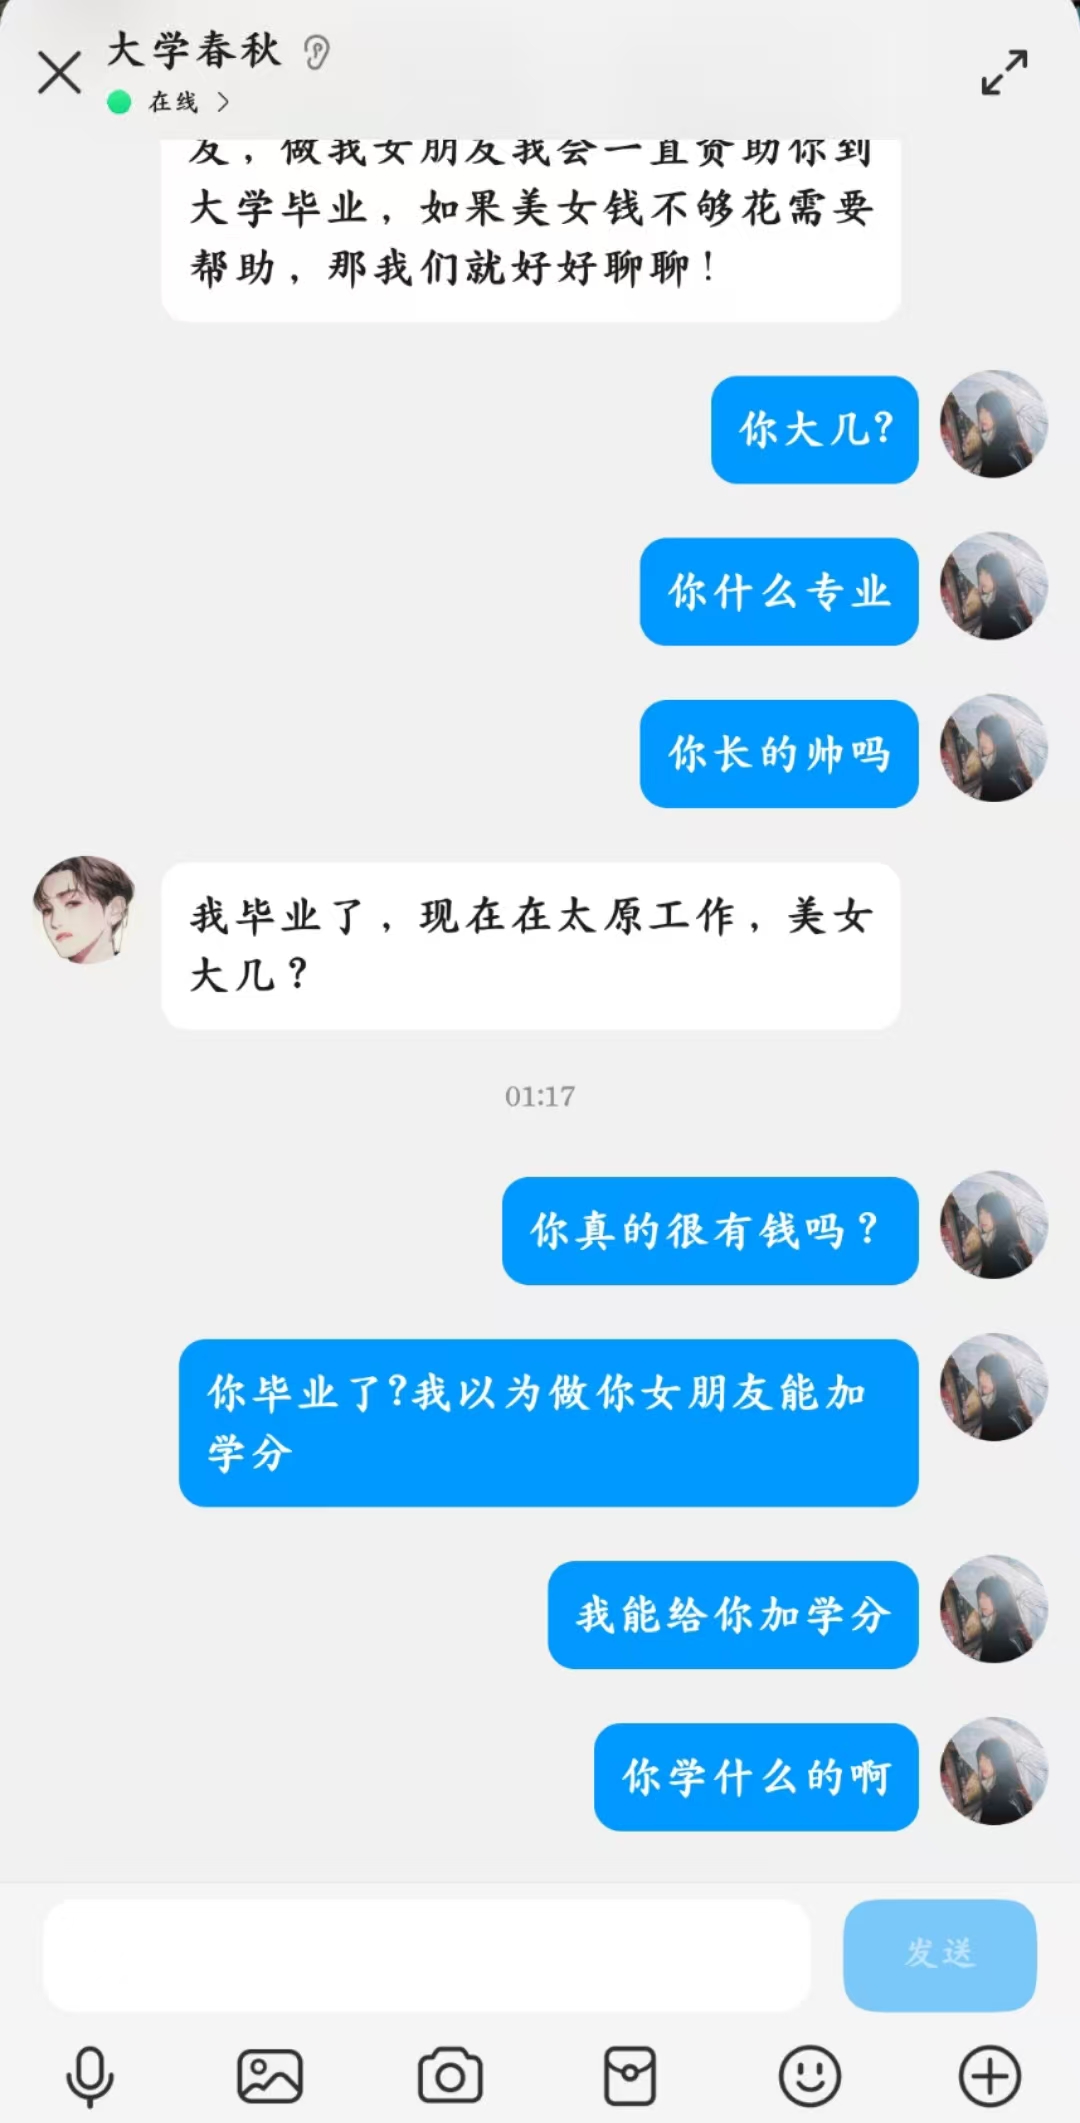 大学春秋
在线
友，做我女朋友我会一直资助你到
大学毕业，如果美女钱不够花需要
帮助，那我们就好好聊聊！
你大几?
你什么专业
你长的帅吗
我毕业了，现在在太原工作，美女
大几？
01:17
你真的很有钱吗？
你毕业了?我以为做你女朋友能加
学分
我能给你加学分
你学什么的啊
发送